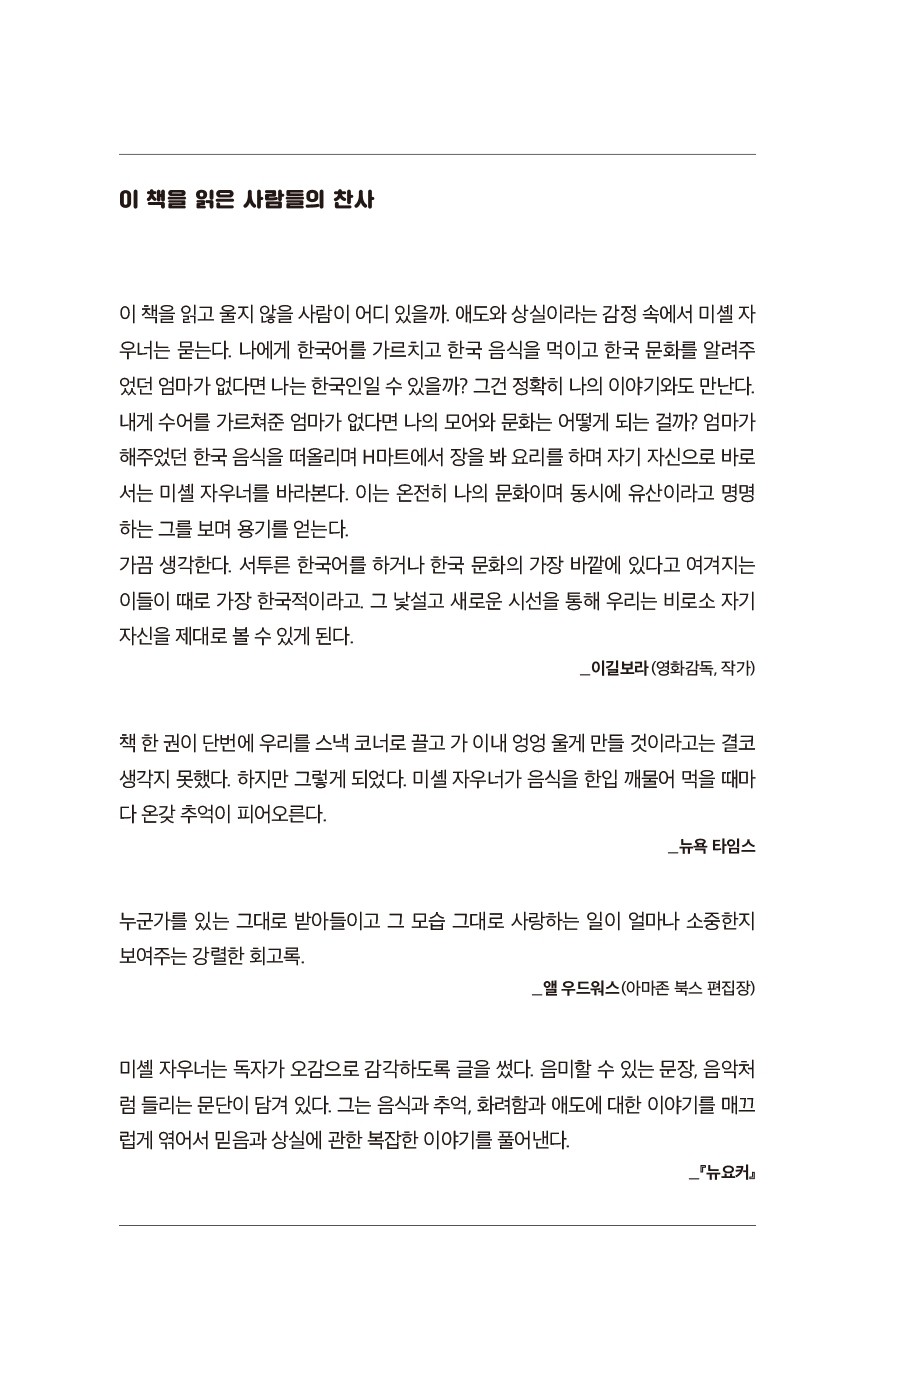 이 책을 읽은 사람들의 찬사
이 책을 읽고 울지 않을 사람이 어디 있을까. 애도와 상실이라는 감정 속에서 미셸 자
우너는 묻는다. 나에게 한국어를 가르치고 한국 음식을 먹이고 한국 문화를 알려주
었던 엄마가 없다면 나는 한국인일 수 있을까? 그건 정확히 나의 이야기와도 만난다.
내게 수어를 가르쳐준 엄마가 없다면 나의 모어와 문화는 어떻게 되는 걸까? 엄마가
해주었던 한국 음식을 떠올리며 H마트에서 장을 봐 요리를 하며 자기 자신으로 바로
서는 미셸 자우너를 바라본다. 이는 온전히 나의 문화이며 동시에 유산이라고 명명
하는 그를 보며 용기를 얻는다.
가끔 생각한다. 서투른 한국어를 하거나 한국 문화의 가장 바깥에 있다고 여겨지는
이들이 때로 가장 한국적이라고. 그 낯설고 새로운 시선을 통해 우리는 비로소 자기
자신을 제대로 볼 수 있게 된다.
_이길보라(영화감독, 작가)
책 한 권이 단번에 우리를 스낵 코너로 끌고 가 이내 엉엉 울게 만들 것이라고는 결코
생각지 못했다. 하지만 그렇게 되었다. 미셸 자우너가 음식을 한입 깨물어 먹을 때마
다 온갖 추억이 피어오른다.
_뉴욕 타임스
누군가를 있는 그대로 받아들이고 그 모습 그대로 사랑하는 일이 얼마나 소중한지
보여주는 강렬한 회고록.
_앨 우드워스(아마존 북스 편집장)
미셸 자우너는 독자가 오감으로 감각하도록 글을 썼다. 음미할 수 있는 문장, 음악처
럼 들리는 문단이 담겨 있다. 그는 음식과 추억, 화려함과 애도에 대한 이야기를 매끄
럽게 엮어서 믿음과 상실에 관한 복잡한 이야기를 풀어낸다.
_『뉴요커』